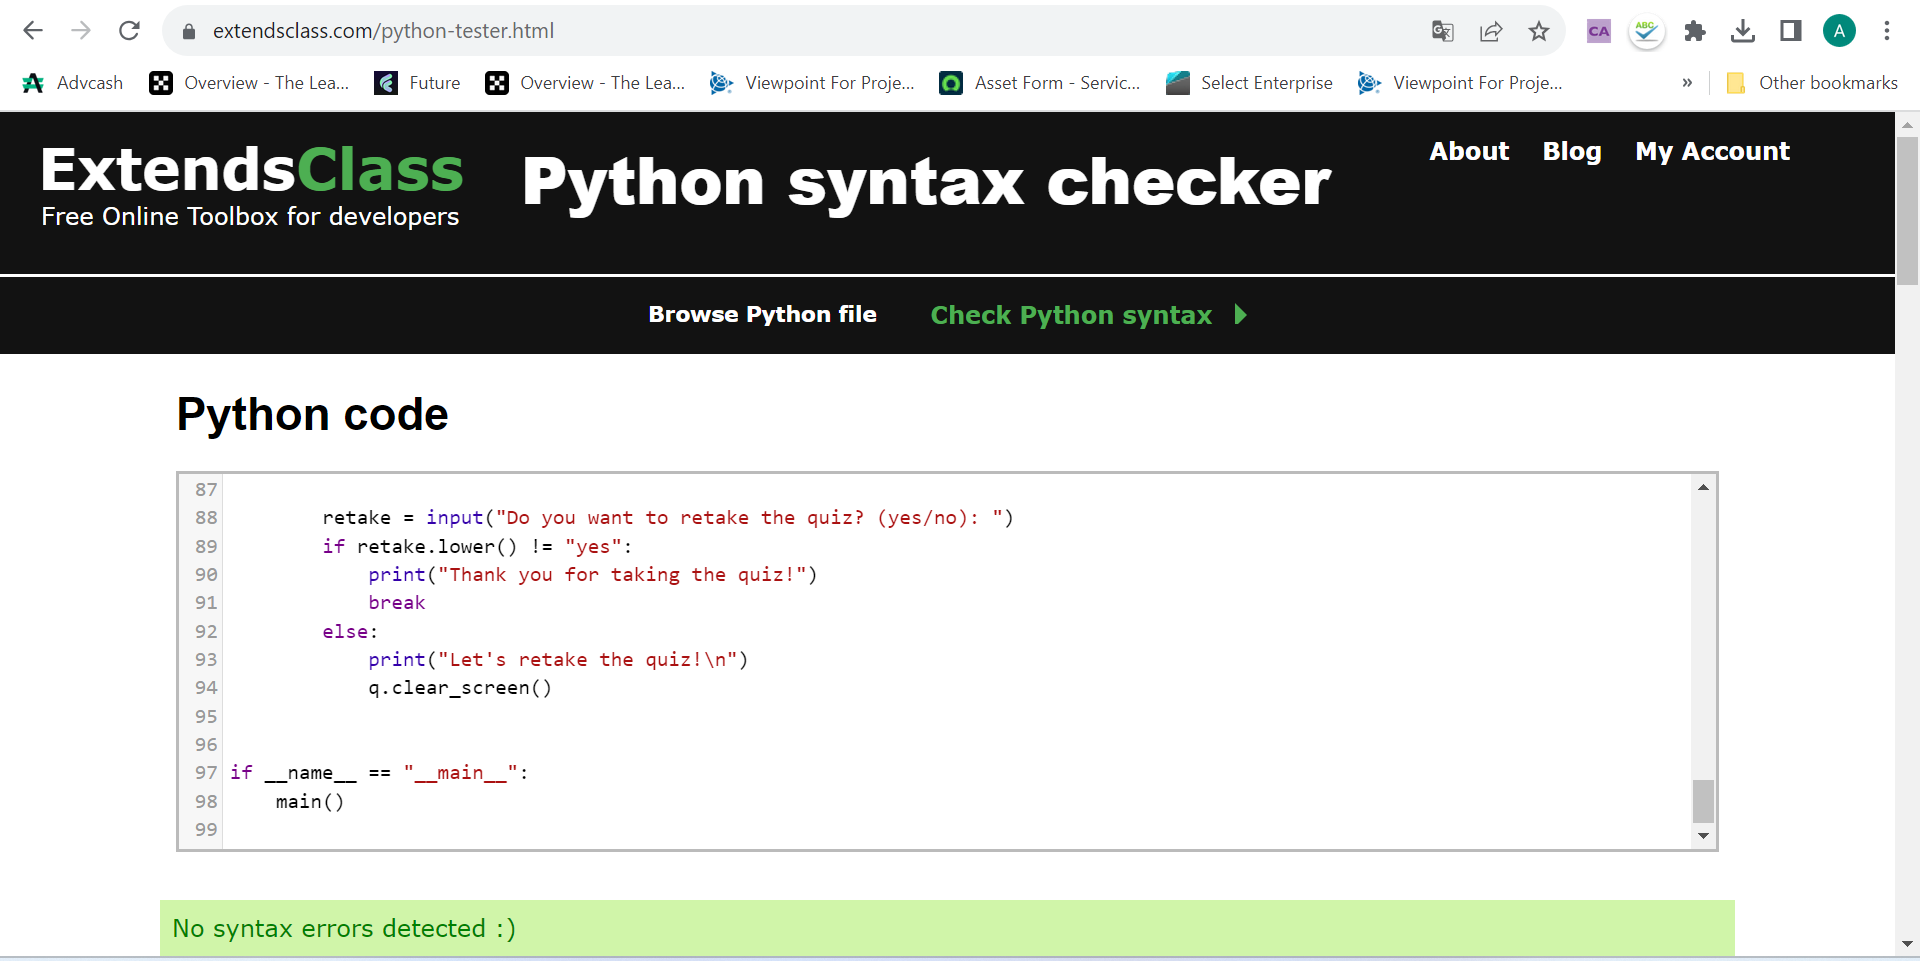 extendsclass.com/python-tester.html
CA
ABC
A
Advcash
Overview - The Lea...
Future
Overview - The Lea...
Viewpoint For Proje...
Asset Form - Servic...
Select Enterprise
Viewpoint For Proje...
»
Other bookmarks
ExtendsClass
Free Online Toolbox for developers
Python syntax checker
About
Blog
My Account
Browse Python file
Check Python syntax
Python code
87
88         retake = input("Do you want to retake the quiz? (yes/no): ")
89         if retake.lower() != "yes":
90             print("Thank you for taking the quiz!")
91             break
92         else:
93             print("Let's retake the quiz!\n")
94             q.clear_screen()
95
96
97 if __name__ == "__main__":
98     main()
99
No syntax errors detected :)